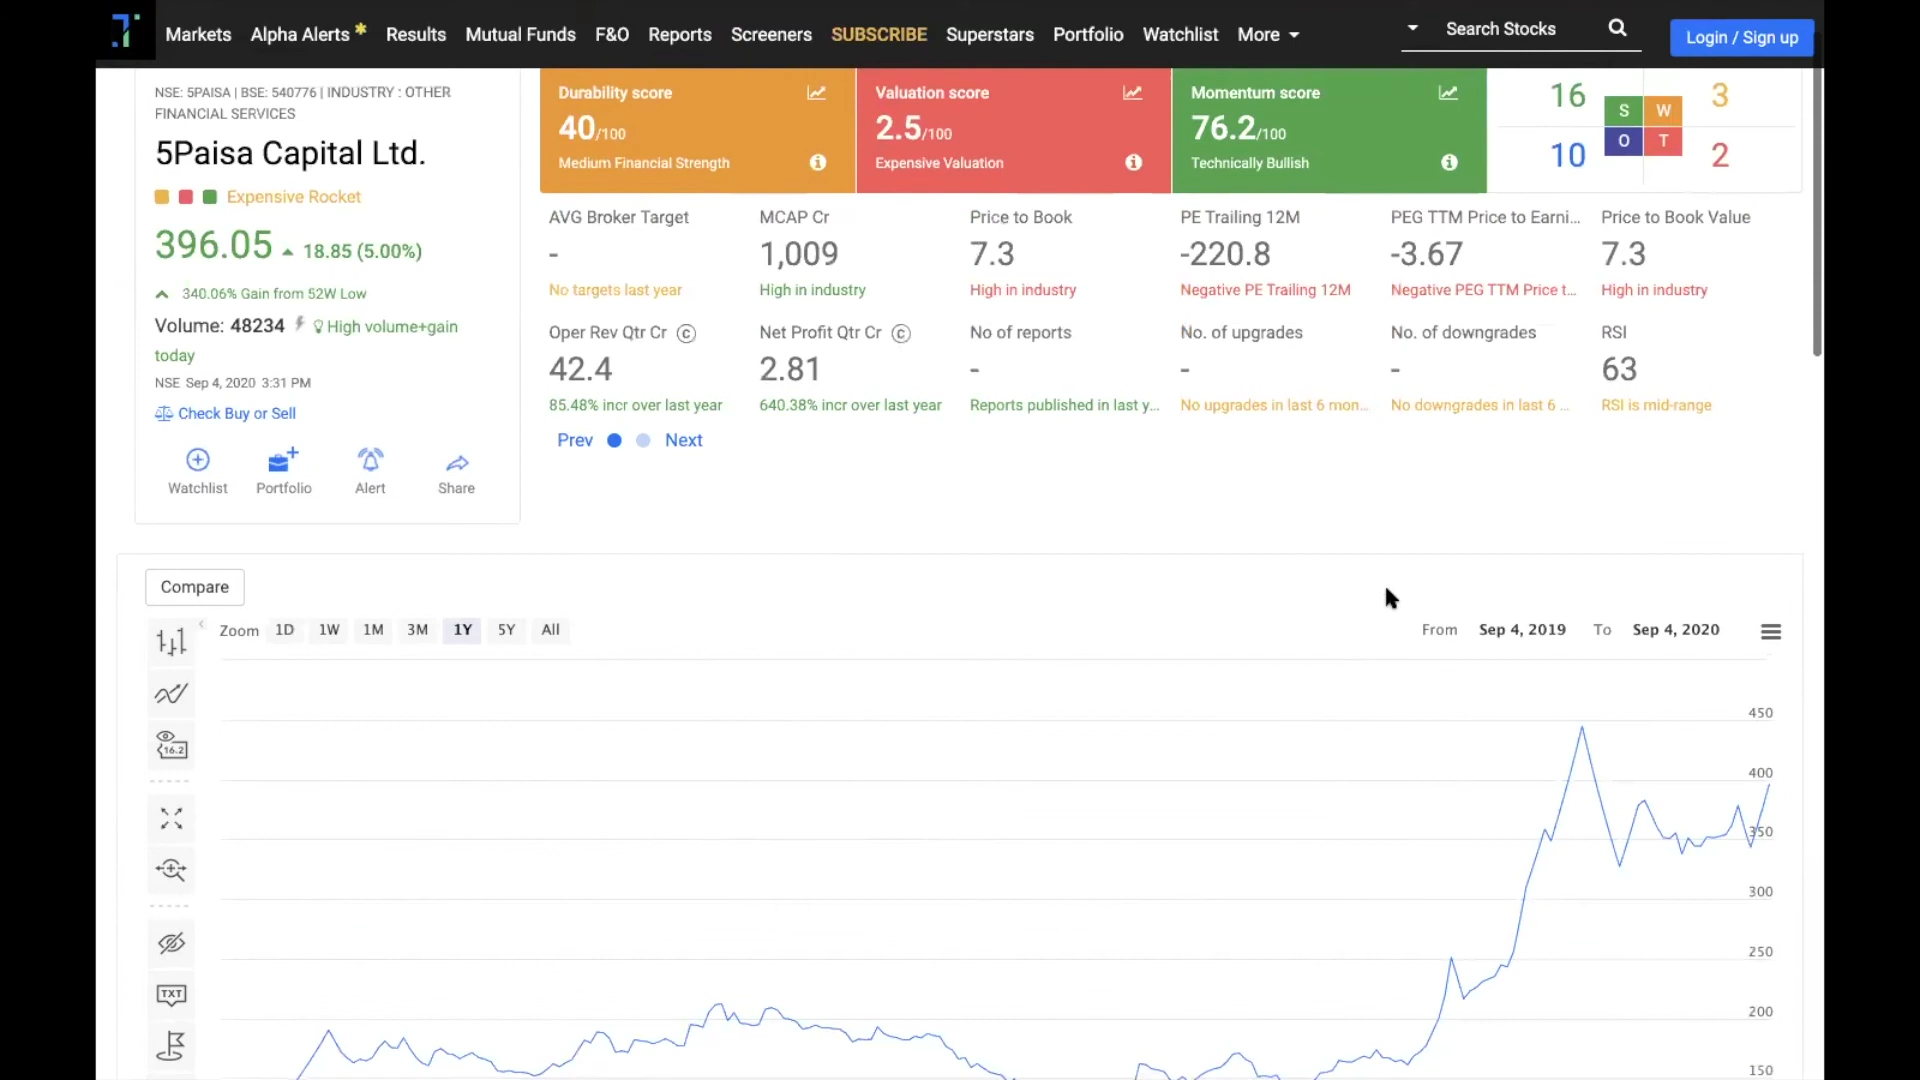 Markets Alpha Alerts * Results Mutual Funds F&O Reports Screeners SUBSCRIBE Superstars Portfolio Watchlist More Search Stocks Login / Sign up
NSE: 5PAISA | BSE: 540776 | INDUSTRY : OTHER
FINANCIAL SERVICES
5Paisa Capital Ltd.
Expensive Rocket
396.05 18.85 (5.00%)
340.06% Gain from 52W Low
Volume: 48234 High volume+gain
today
NSE Sep 4, 2020 3:31 PM
Check Buy or Sell
Watchlist Portfolio Alert Share
Durability score
40/100
Medium Financial Strength
Valuation score
2.5/100
Expensive Valuation
Momentum score
76.2/100
Technically Bullish
16 S W 3
10 O T 2
AVG Broker Target MCAP Cr Price to Book PE Trailing 12M PEG TTM Price to Earni... Price to Book Value
- 1,009 7.3 -220.8 -3.67 7.3
No targets last year High in industry High in industry Negative PE Trailing 12M Negative PEG TTM Price t... High in industry
Oper Rev Qtr Cr C Net Profit Qtr Cr C No of reports No. of upgrades No. of downgrades RSI
42.4 2.81 - - - 63
85.48% incr over last year 640.38% incr over last year Reports published in last y... No upgrades in last 6 mon... No downgrades in last 6 ... RSI is mid-range
Prev Next
Compare
Zoom 1D 1W 1M 3M 1Y 5Y All From Sep 4, 2019 To Sep 4, 2020
16.2
TXT
450
400
350
300
250
200
150